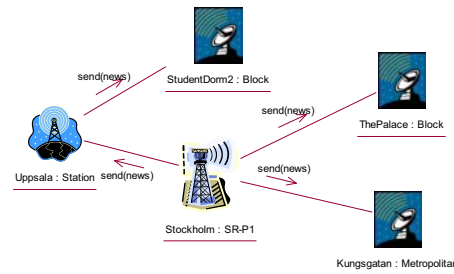 send(news)
StudentDorm2 : Block
send(news)
ThePalace : Block
Uppsala : Station
send(news)
send(news)
Stockholm : SR-P1
Kungsgatan : Metropolitan